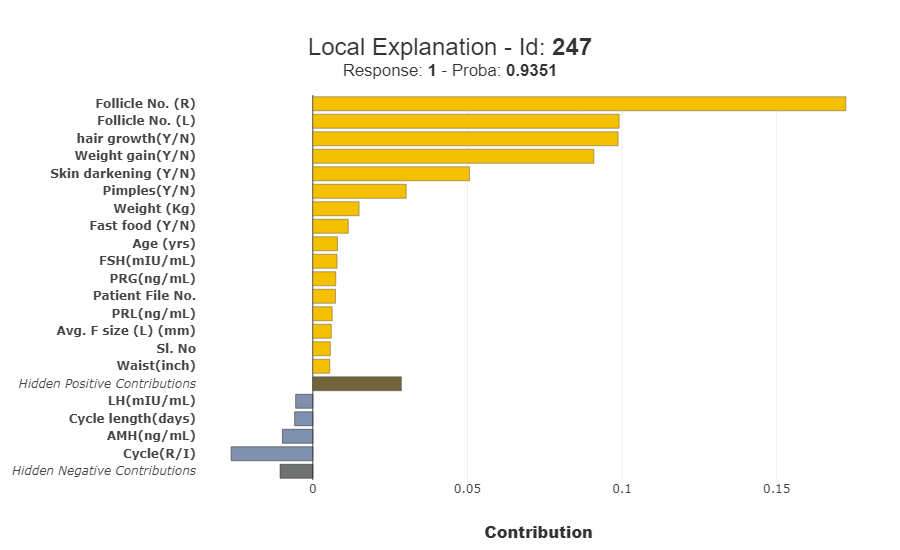 Local Explanation - Id: 247
Response: 1 - Proba: 0.9351
Follicle No. (R)
Follicle No. (L)
hair growth(Y/N)
Weight gain(Y/N)
Skin darkening (Y/N)
Pimples(Y/N)
Weight (Kg)
Fast food (Y/N)
Age (yrs)
FSH(mIU/mL)
PRG(ng/mL)
Patient File No.
PRL(ng/mL)
Avg. F size (L) (mm)
Sl. No
Waist(inch)
Hidden Positive Contributions
LH(mIU/mL)
Cycle length(days)
AMH(ng/mL)
Cycle(R/I)
Hidden Negative Contributions
0 0.05 0.1 0.15
Contribution